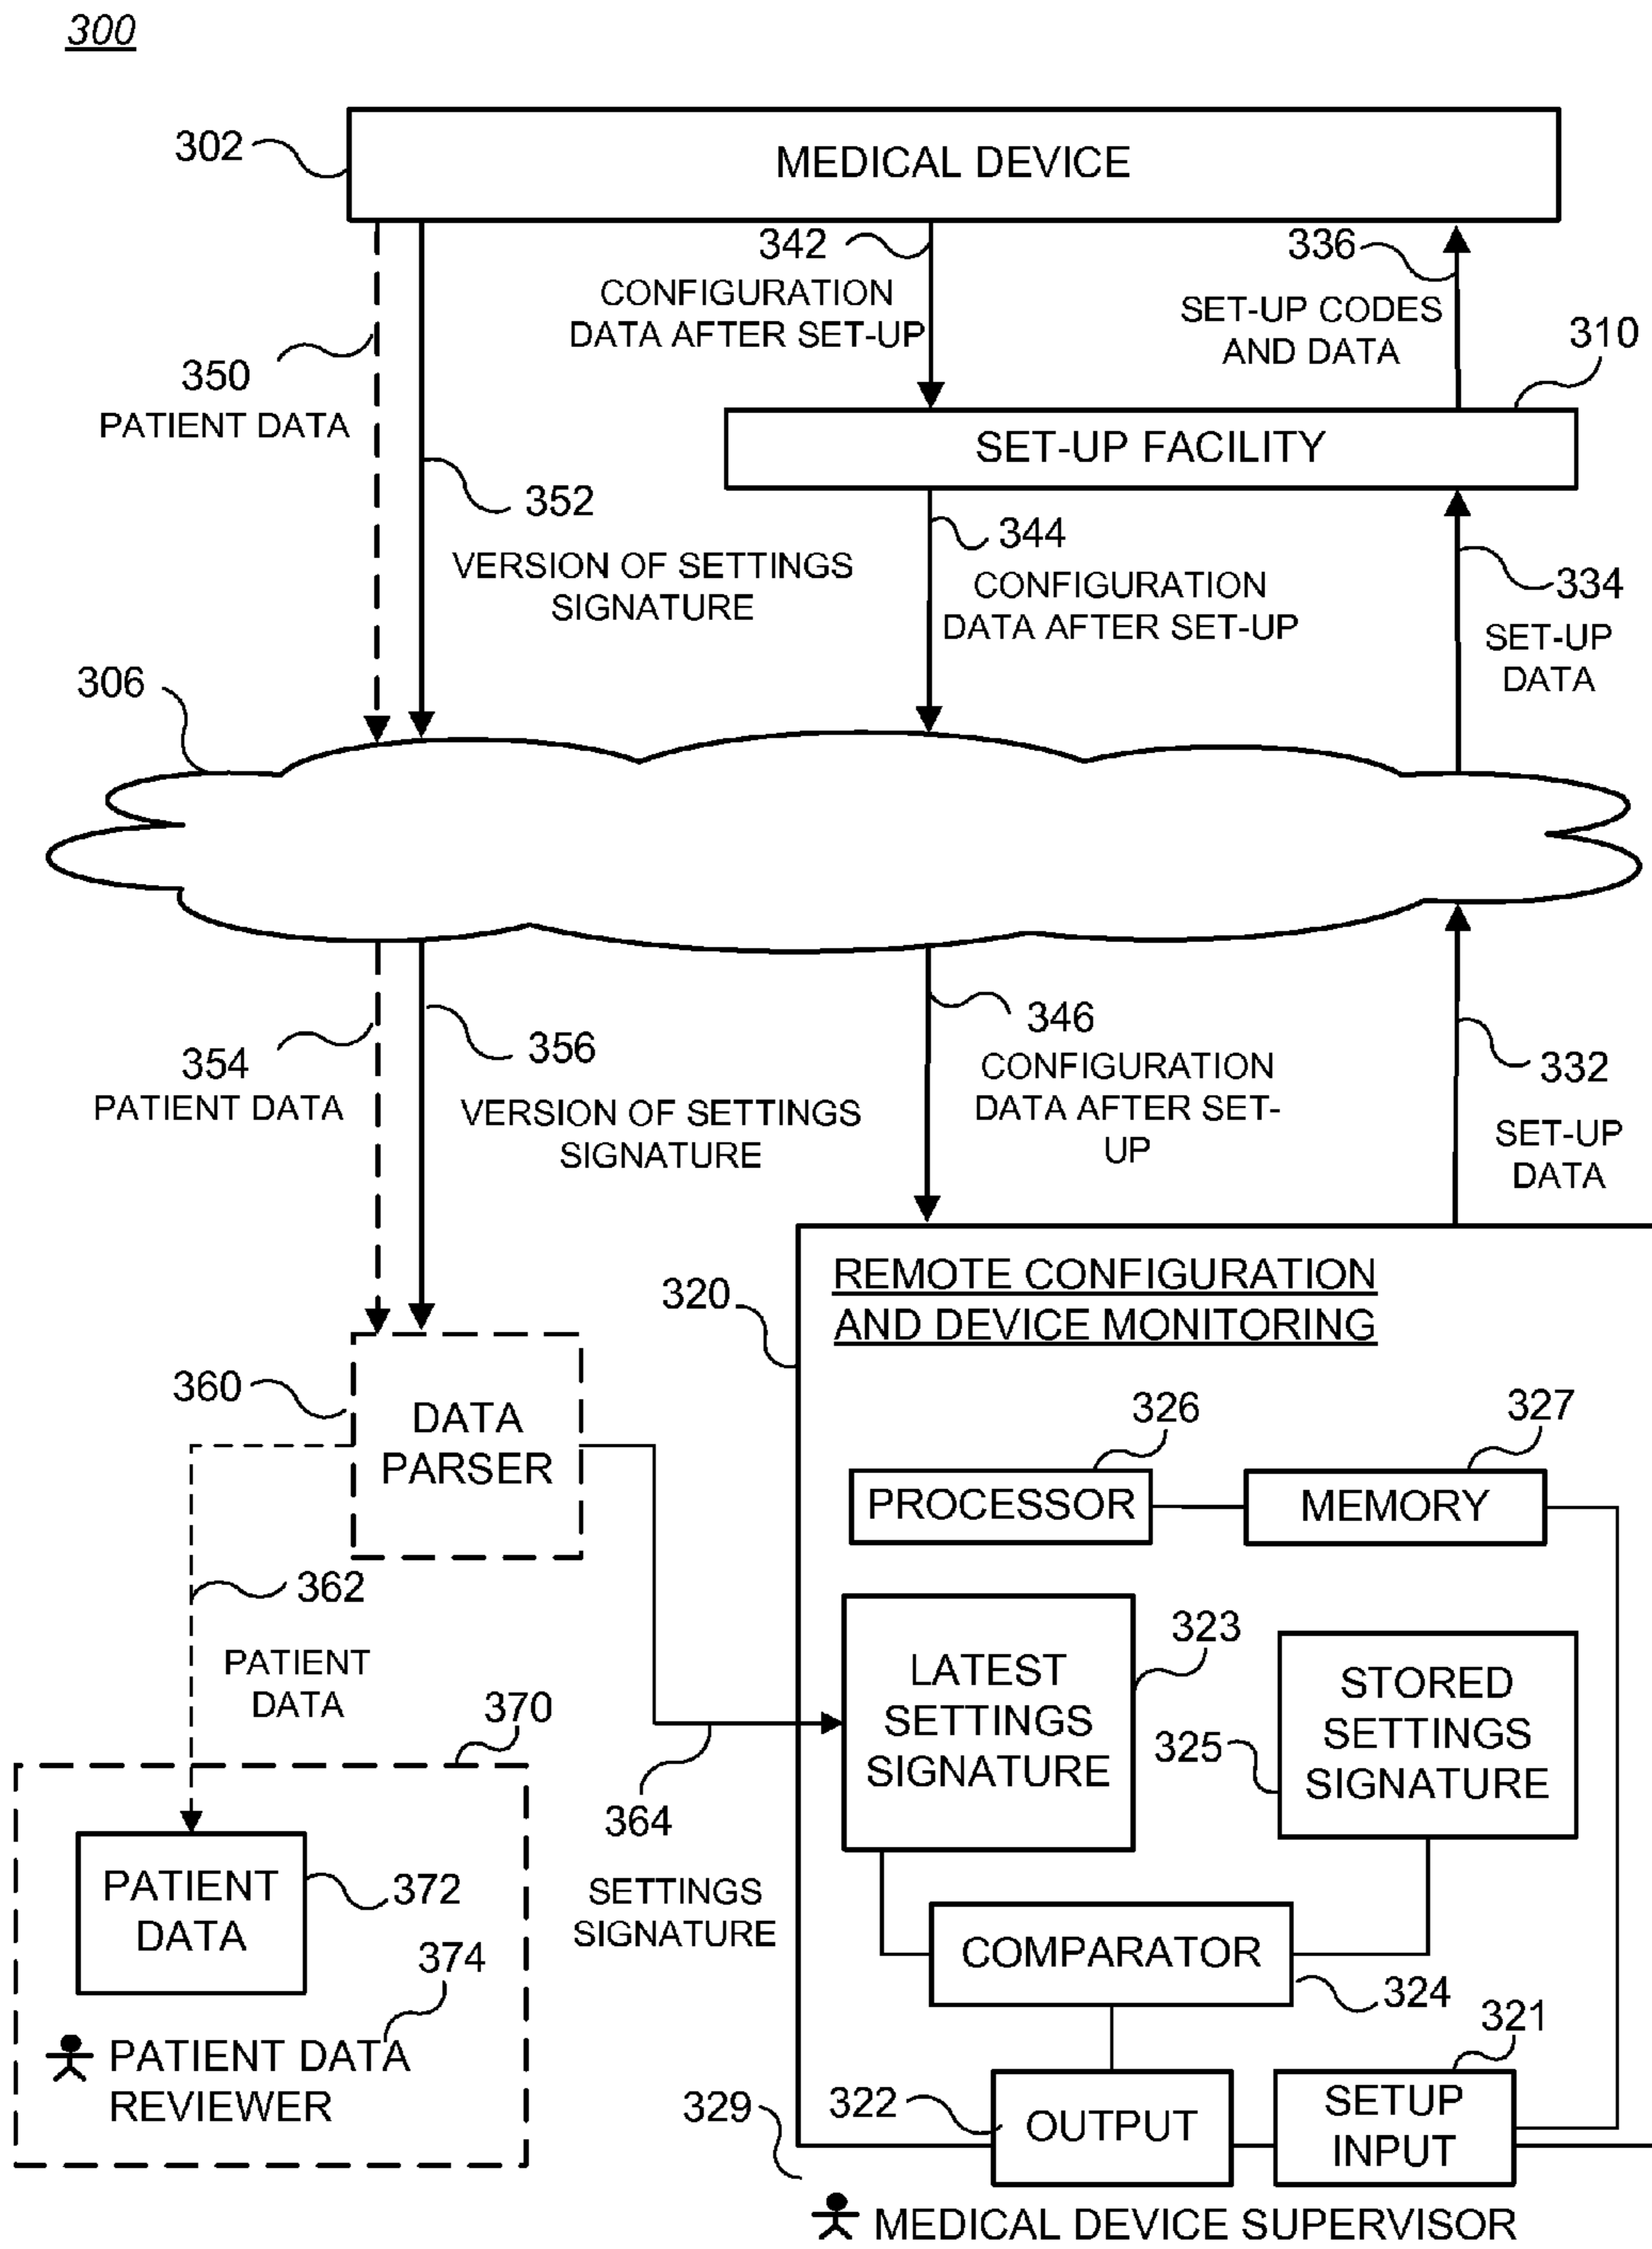 300
302
MEDICAL DEVICE
342
CONFIGURATION
DATA AFTER SET-UP
336
SET-UP CODES
AND DATA
310
350
PATIENT DATA
SET-UP FACILITY
352
VERSION OF SETTINGS
SIGNATURE
344
CONFIGURATION
DATA AFTER SET-UP
334
SET-UP
DATA
306
354
PATIENT DATA
356
VERSION OF SETTINGS
SIGNATURE
346
CONFIGURATION
DATA AFTER SET-
UP
332
SET-UP
DATA
320
REMOTE CONFIGURATION
AND DEVICE MONITORING
360
DATA
PARSER
326
PROCESSOR
327
MEMORY
362
PATIENT
DATA
323
LATEST
SETTINGS
SIGNATURE
325
STORED
SETTINGS
SIGNATURE
370
364
SETTINGS
SIGNATURE
PATIENT
DATA
372
374
PATIENT DATA
REVIEWER
COMPARATOR
324
321
329
322
OUTPUT
SETUP
INPUT
MEDICAL DEVICE SUPERVISOR